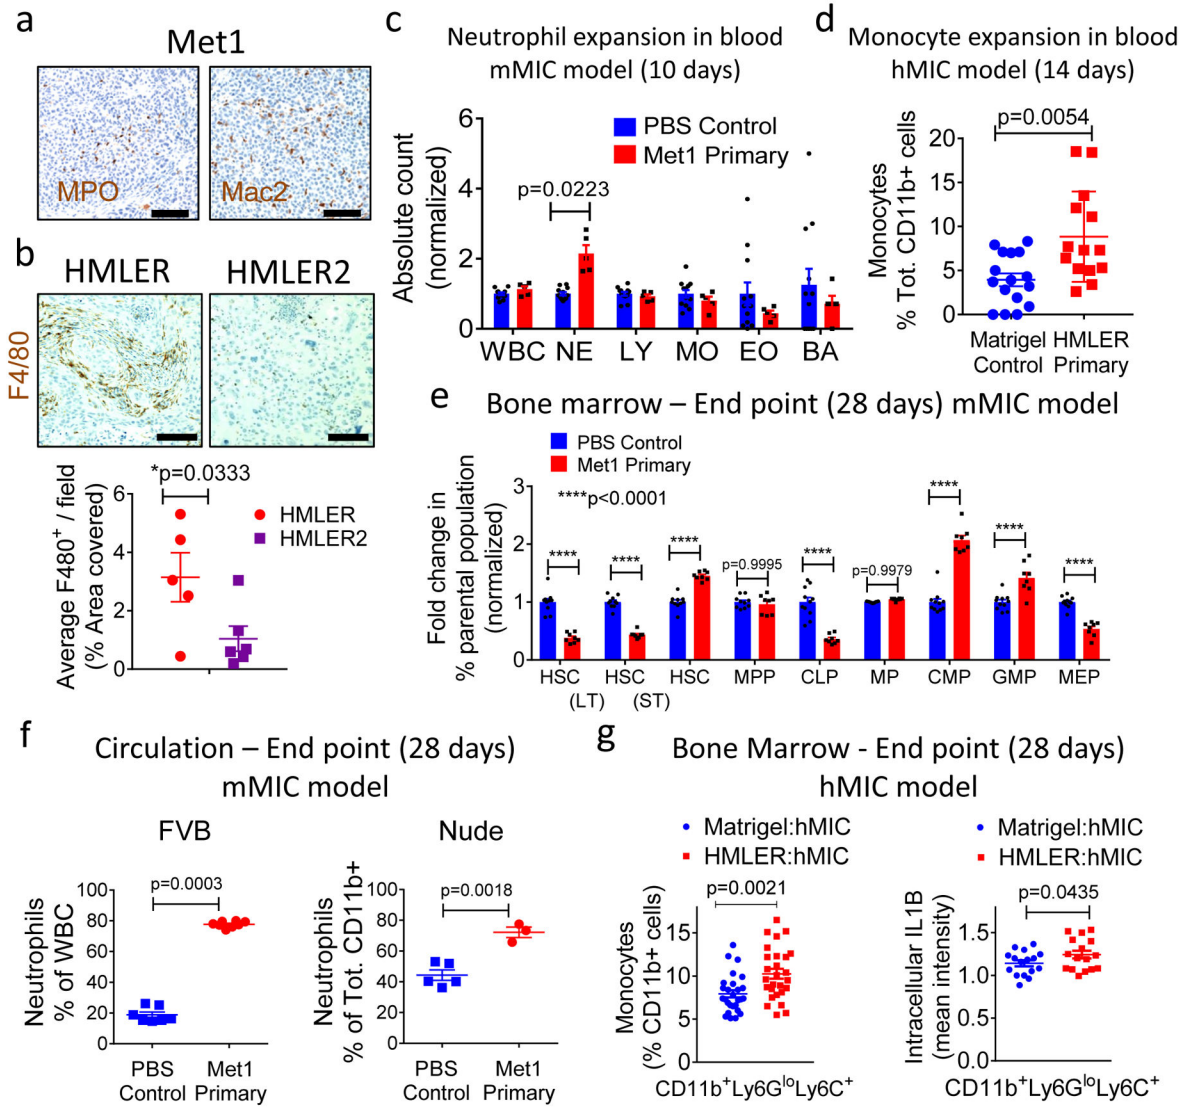 a
Met1
MPO
Mac2
b
HMLER
HMLER2
F4/80
*p=0.0333
Average F480⁺ / field
(% Area covered)
6
4
2
0
HMLER
HMLER2
c
Neutrophil expansion in blood
mMIC model (10 days)
PBS Control
Met1 Primary
p=0.0223
Absolute count
(normalized)
6
4
2
0
WBC NE LY MO EO BA
d
Monocyte expansion in blood
hMIC model (14 days)
p=0.0054
Monocytes
% Tot. CD11b+ cells
20
15
10
5
0
Matrigel HMLER
Control Primary
e
Bone marrow – End point (28 days) mMIC model
PBS Control
Met1 Primary
****p<0.0001
Fold change in
% parental population
(normalized)
3
2
1
0
**** **** **** p=0.9995 **** p=0.9979 **** **** ****
HSC HSC HSC MPP CLP MP CMP GMP MEP
(LT) (ST)
f
Circulation – End point (28 days)
mMIC model
FVB
p=0.0003
Neutrophils
% of WBC
100
80
60
40
20
0
PBS Met1
Control Primary
Nude
p=0.0018
Neutrophils
% of Tot. CD11b+
100
80
60
40
20
0
PBS Met1
Control Primary
g
Bone Marrow - End point (28 days)
hMIC model
Matrigel:hMIC
HMLER:hMIC
p=0.0021
Monocytes
(% CD11b+ cells)
15
10
5
0
CD11b⁺Ly6GˡᵒLy6C⁺
Matrigel:hMIC
HMLER:hMIC
p=0.0435
Intracellular IL1B
(mean intensity)
1.5
1.0
0.5
0.0
CD11b⁺Ly6GˡᵒLy6C⁺